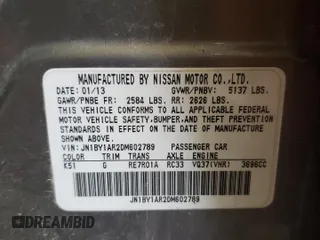 MANUFACTURED BY NISSAN MOTOR CO.,LTD.
DATE: 01/13 GVWR/PNBV: 5137 LBS.
GAWR/PNBE FR: 2584 LBS. RR: 2626 LBS.
THIS VEHICLE CONFORMS TO ALL APPLICABLE FEDERAL
MOTOR VEHICLE SAFETY, BUMPER, AND THEFT
PREVENTION STANDARDS IN EFFECT ON THE DATE OF MANUFACTURE
SHOWN ABOVE.
VIN: JN1BY1AR2DM602789 PASSENGER CAR
COLOR TRIM TRANS AXLE ENGINE
K51 G RE7R01A RC33 VQ37(VHR) 3696CC
JN1BY1AR2DM602789
DREAMBID